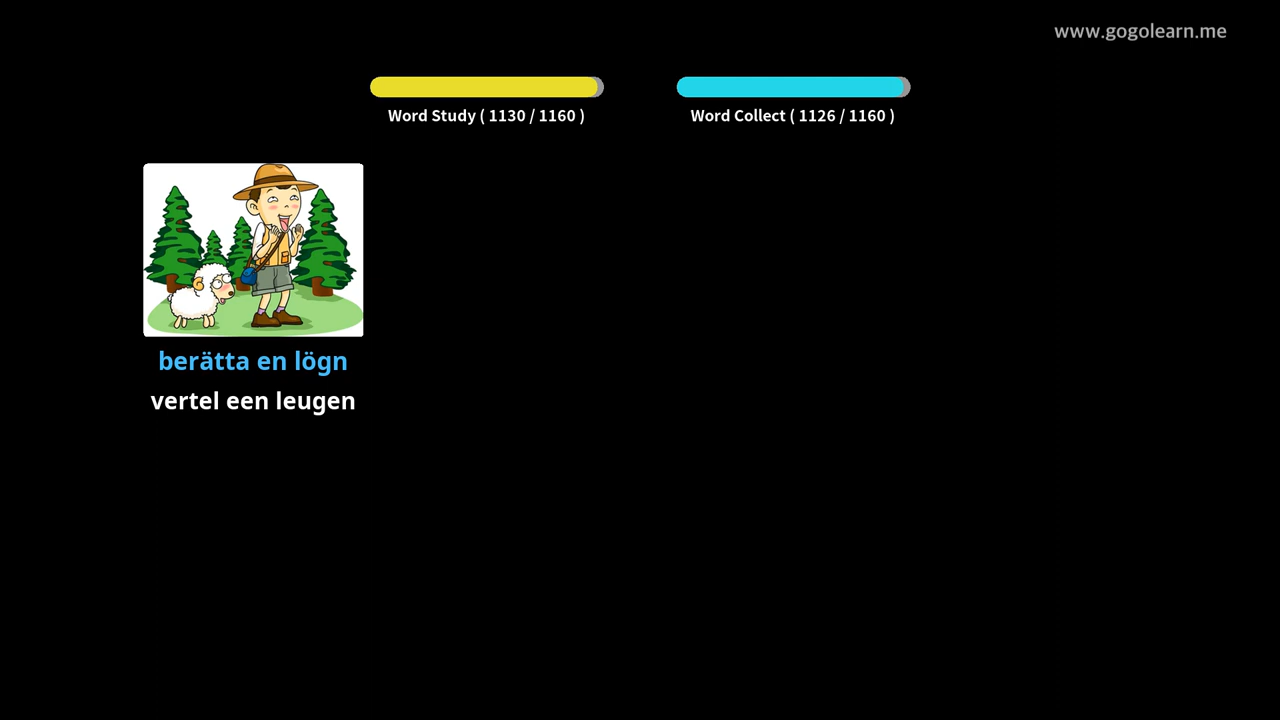 www.gogolearn.me
Word Study ( 1130 / 1160 )
Word Collect ( 1126 / 1160 )
berätta en lögn
vertel een leugen